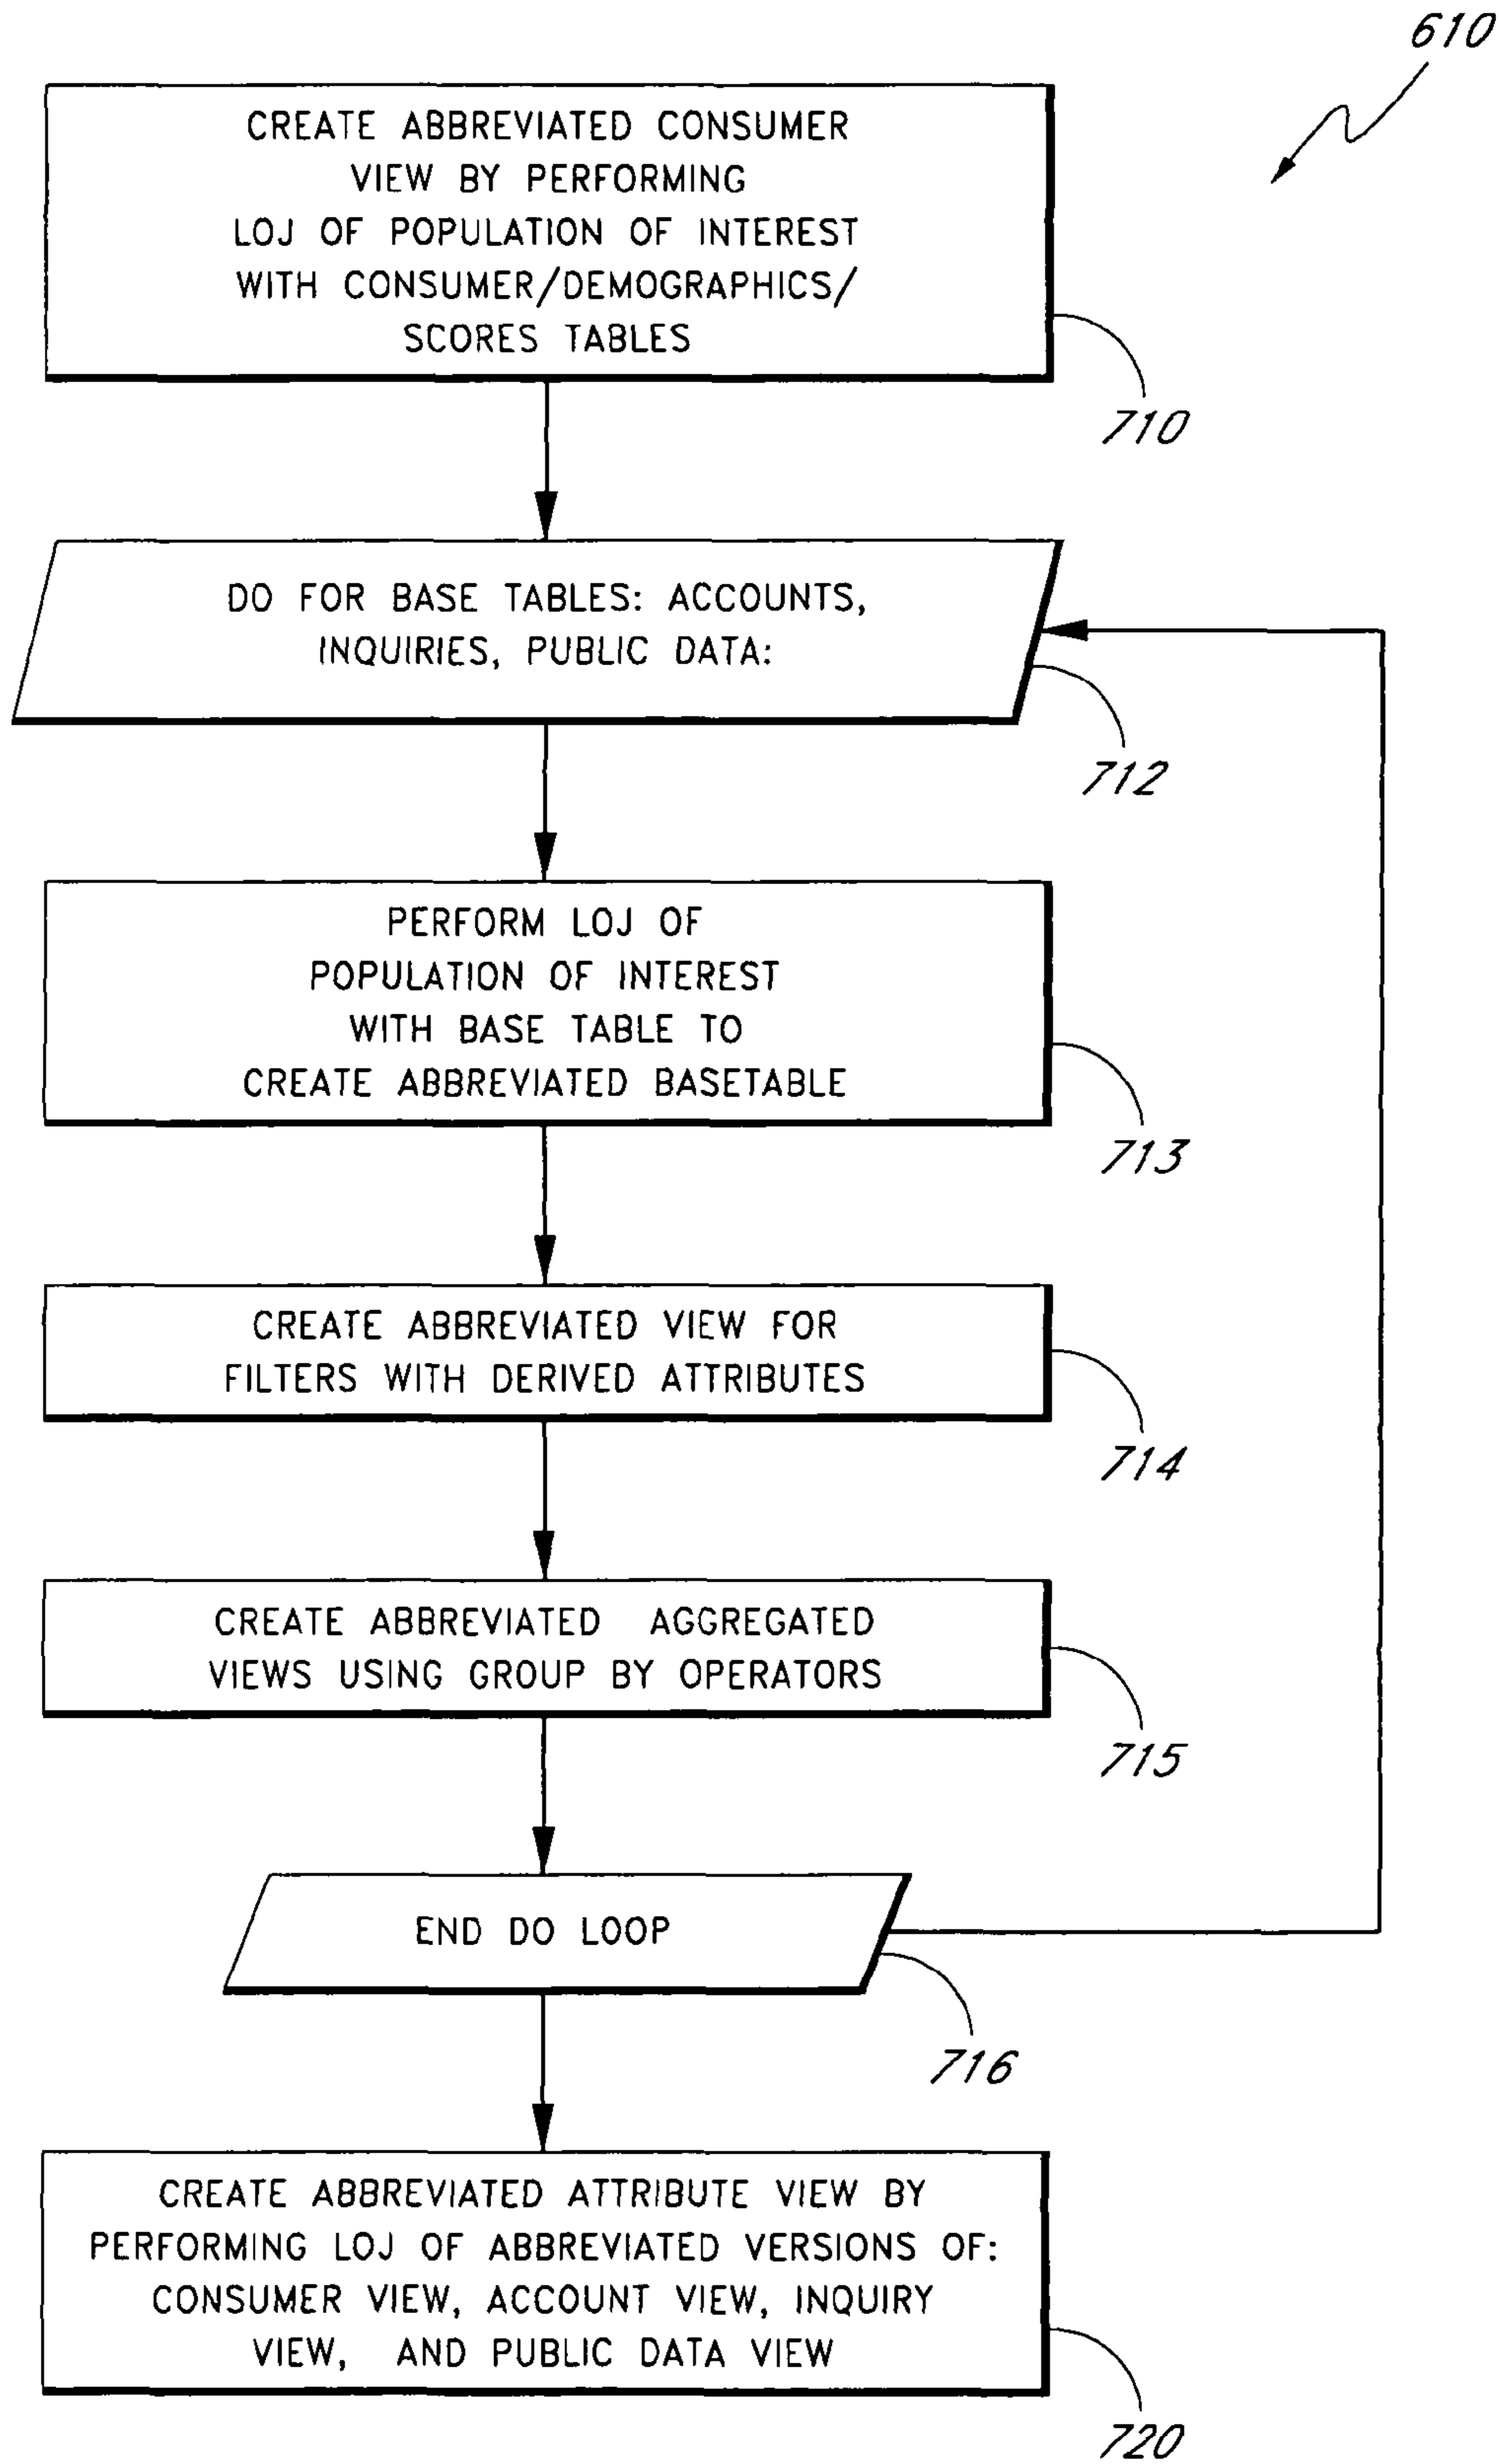 610
CREATE ABBREVIATED CONSUMER
VIEW BY PERFORMING
LOJ OF POPULATION OF INTEREST
WITH CONSUMER/DEMOGRAPHICS/
SCORES TABLES
710
DO FOR BASE TABLES: ACCOUNTS,
INQUIRIES, PUBLIC DATA:
712
PERFORM LOJ OF
POPULATION OF INTEREST
WITH BASE TABLE TO
CREATE ABBREVIATED BASETABLE
713
CREATE ABBREVIATED VIEW FOR
FILTERS WITH DERIVED ATTRIBUTES
714
CREATE ABBREVIATED AGGREGATED
VIEWS USING GROUP BY OPERATORS
715
END DO LOOP
716
CREATE ABBREVIATED ATTRIBUTE VIEW BY
PERFORMING LOJ OF ABBREVIATED VERSIONS OF:
CONSUMER VIEW, ACCOUNT VIEW, INQUIRY
VIEW, AND PUBLIC DATA VIEW
720